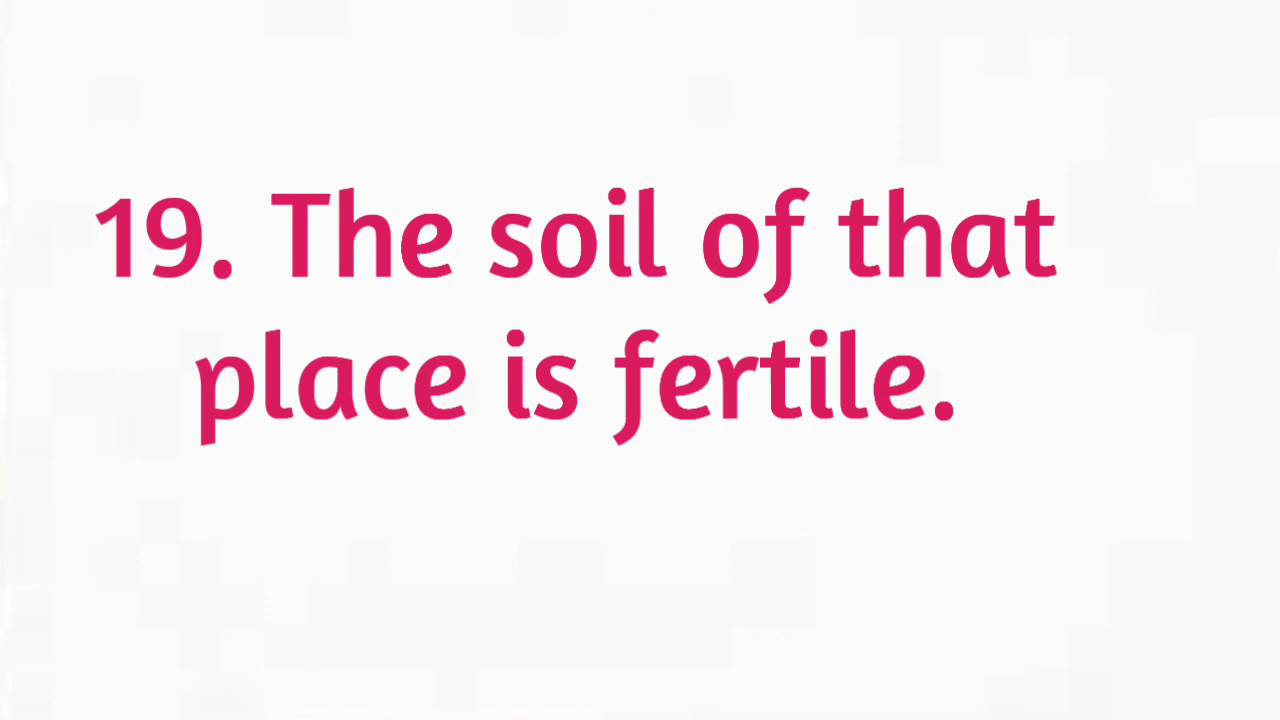 19. The soil of that
place is fertile.